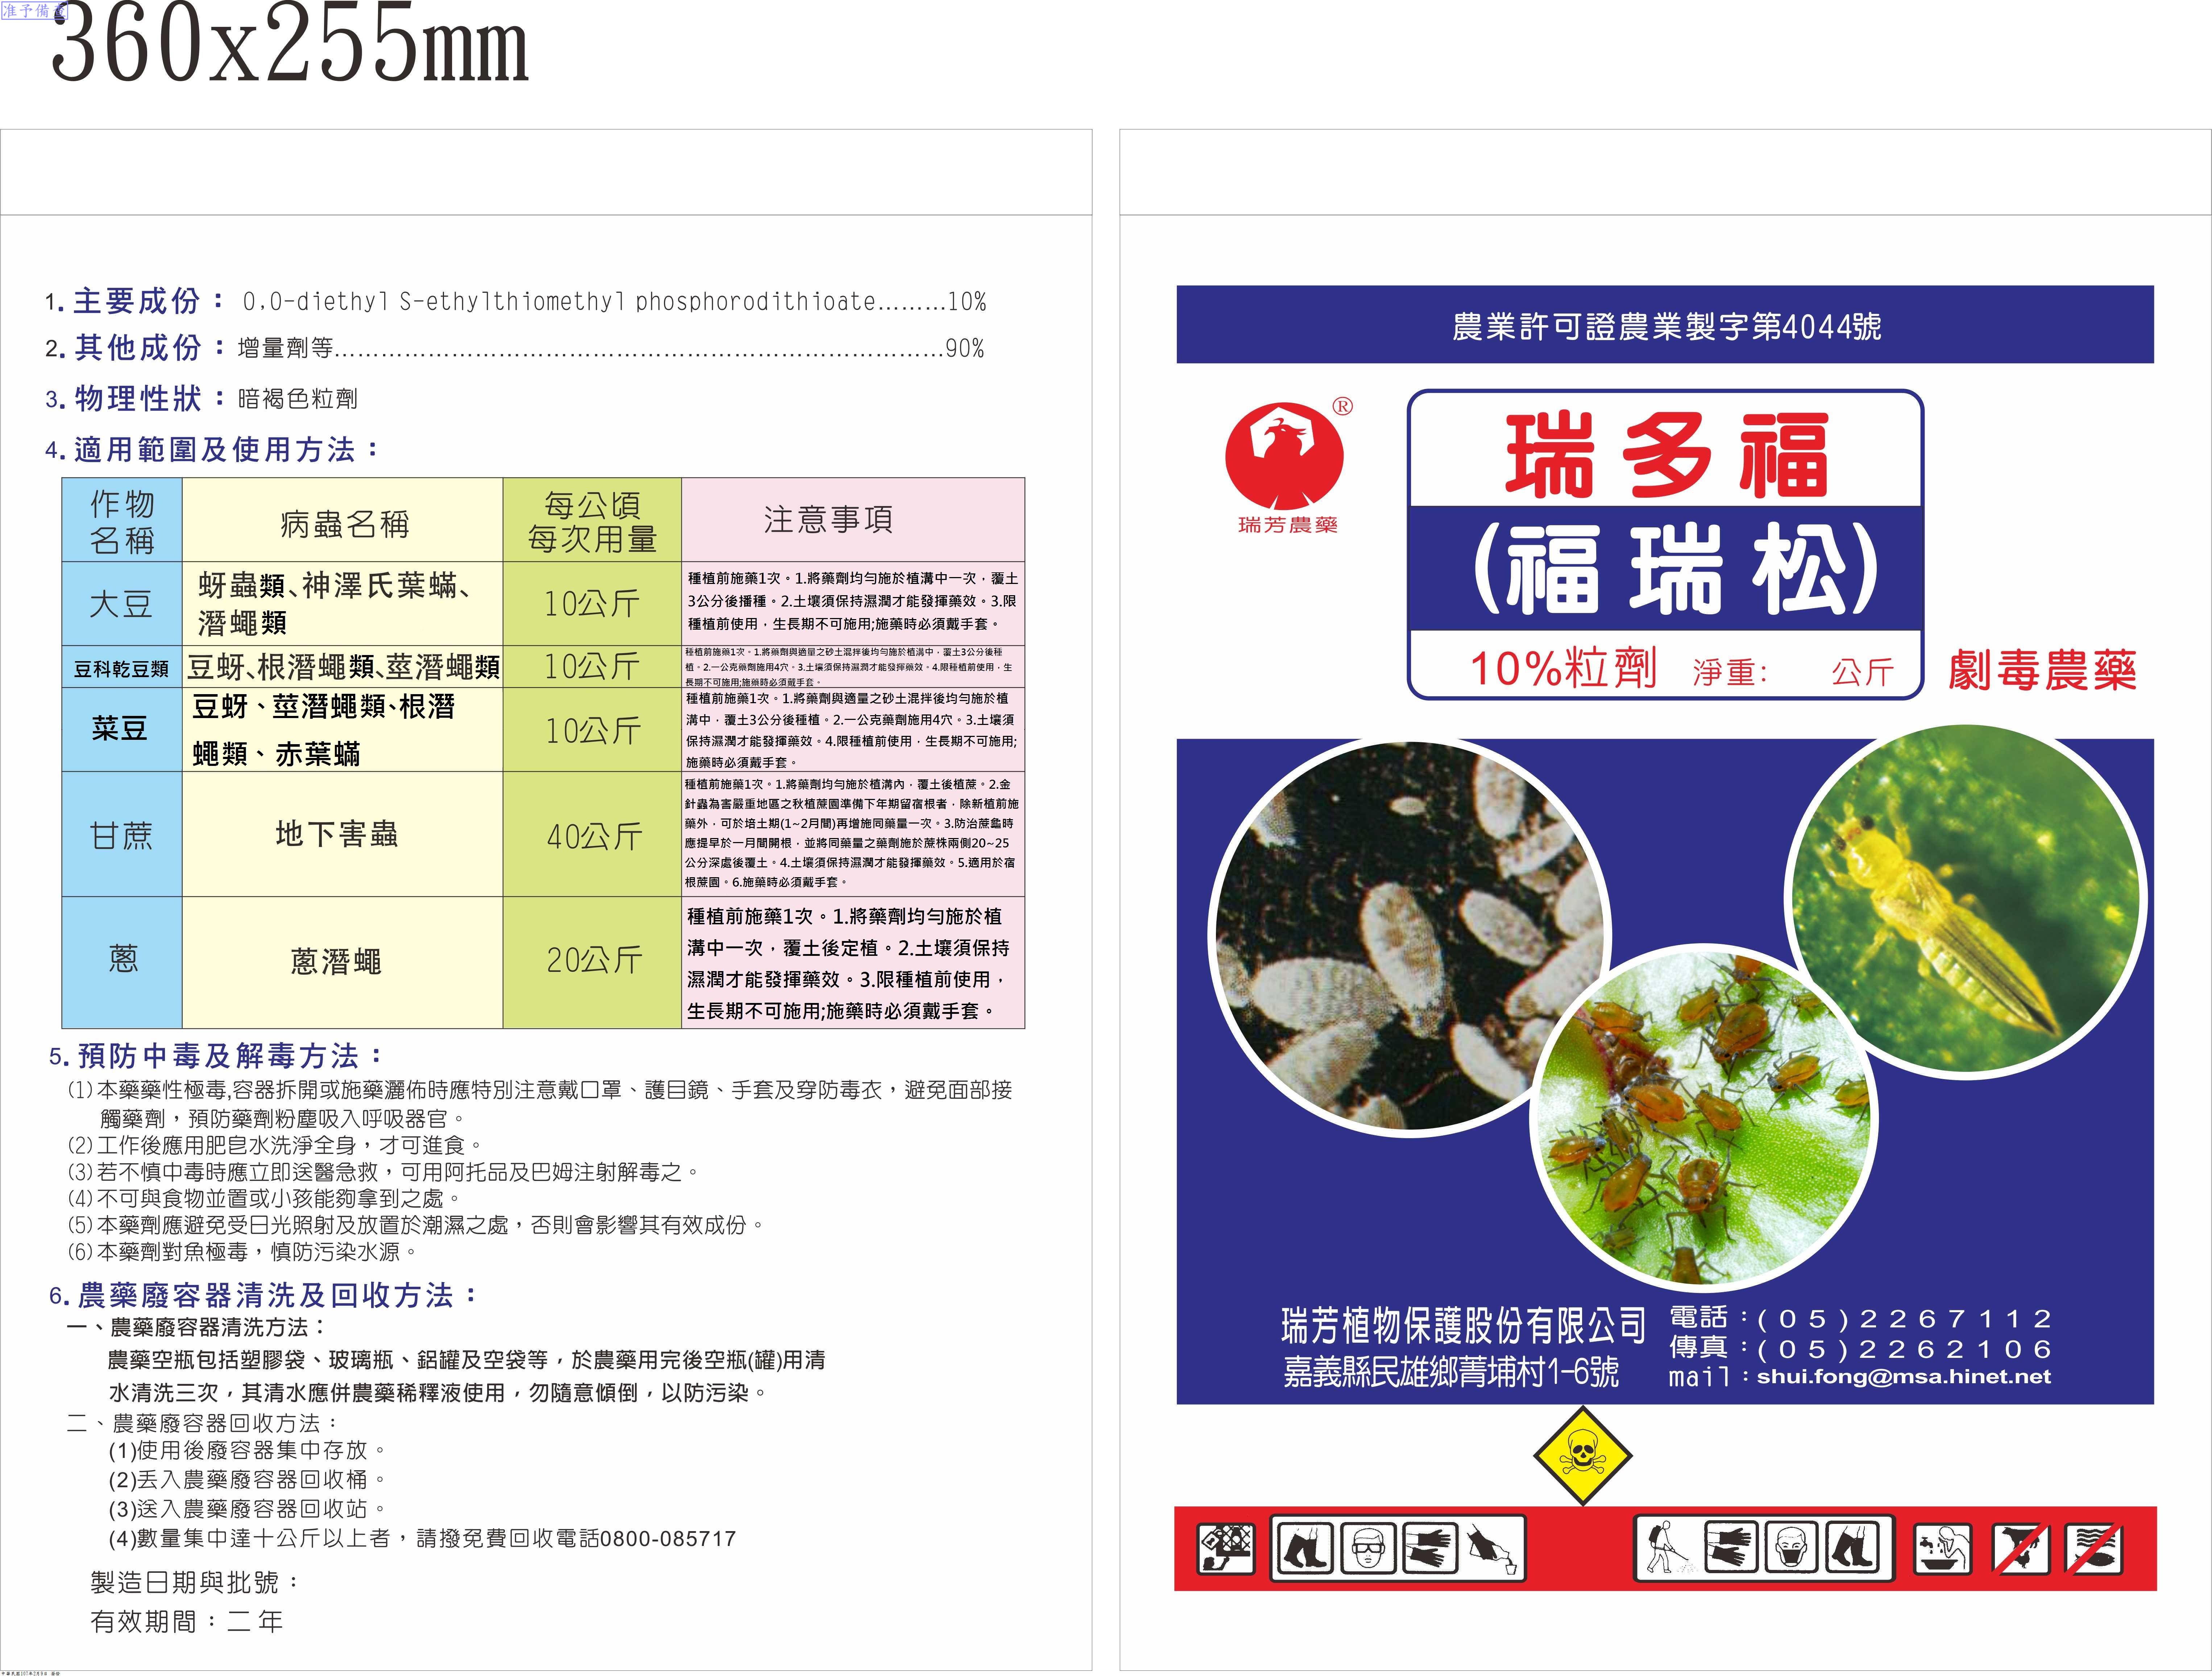 准予備查
360x255mm
1. 主要成份： O,O-diethyl S-ethylthiomethyl phosphorodithioate.........10%
2. 其他成份：增量劑等..............................................................................90%
3. 物理性狀：暗褐色粒劑
4. 適用範圍及使用方法：
作物
名稱
病蟲名稱
每公頃
每次用量
注意事項
大豆
蚜蟲類、神澤氏葉蟎、
潛蠅類
10公斤
種植前施藥1次。1.將藥劑均勻施於植溝中一次，覆土
3公分後播種。2.土壤須保持濕潤才能發揮藥效。3.限
種植前使用，生長期不可施用;施藥時必須戴手套。
豆科乾豆類
豆蚜、根潛蠅類、莖潛蠅類
10公斤
種植前施藥1次。1.將藥劑與適量之砂土混拌後均勻施於植溝中，覆土3公分後種
植。2.一公克藥劑施用4穴。3.土壤須保持濕潤才能發揮藥效。4.限種植前使用，生
長期不可施用;施藥時必須戴手套。
菜豆
豆蚜、莖潛蠅類、根潛
蠅類、赤葉蟎
10公斤
種植前施藥1次。1.將藥劑與適量之砂土混拌後均勻施於植
溝中，覆土3公分後種植。2.一公克藥劑施用4穴。3.土壤須
保持濕潤才能發揮藥效。4.限種植前使用，生長期不可施用;
施藥時必須戴手套。
甘蔗
地下害蟲
40公斤
種植前施藥1次。1.將藥劑均勻施於植溝內，覆土後植蔗。2.金
針蟲為害嚴重地區之秋植蔗園準備下年期留宿根者，除新植前施
藥外，可於培土期(1~2月間)再增施同藥量一次。3.防治蔗龜時
應提早於一月間開根，並將同藥量之藥劑施於蔗株兩側20~25
公分深處後覆土。4.土壤須保持濕潤才能發揮藥效。5.適用於宿
根蔗園。6.施藥時必須戴手套。
蔥
蔥潛蠅
20公斤
種植前施藥1次。1.將藥劑均勻施於植
溝中一次，覆土後定植。2.土壤須保持
濕潤才能發揮藥效。3.限種植前使用，
生長期不可施用;施藥時必須戴手套。
5. 預防中毒及解毒方法：
(1)本藥藥性極毒,容器拆開或施藥灑佈時應特別注意戴口罩、護目鏡、手套及穿防毒衣，避免面部接
觸藥劑，預防藥劑粉塵吸入呼吸器官。
(2)工作後應用肥皂水洗淨全身，才可進食。
(3)若不慎中毒時應立即送醫急救，可用阿托品及巴姆注射解毒之。
(4)不可與食物並置或小孩能夠拿到之處。
(5)本藥劑應避免受日光照射及放置於潮濕之處，否則會影響其有效成份。
(6)本藥劑對魚極毒，慎防污染水源。
6. 農藥廢容器清洗及回收方法：
一、農藥廢容器清洗方法：
農藥空瓶包括塑膠袋、玻璃瓶、鋁罐及空袋等，於農藥用完後空瓶(罐)用清
水清洗三次，其清水應併農藥稀釋液使用，勿隨意傾倒，以防污染。
二、農藥廢容器回收方法：
(1)使用後廢容器集中存放。
(2)丟入農藥廢容器回收桶。
(3)送入農藥廢容器回收站。
(4)數量集中達十公斤以上者，請撥免費回收電話0800-085717
製造日期與批號：
有效期間：二年
農業許可證農業製字第4044號
®
瑞芳農藥
瑞多福
(福瑞松)
10%粒劑 淨重: 公斤
劇毒農藥
瑞芳植物保護股份有限公司
嘉義縣民雄鄉菁埔村1-6號
電話：(05)2267112
傳真：(05)2262106
mail：shui.fong@msa.hinet.net